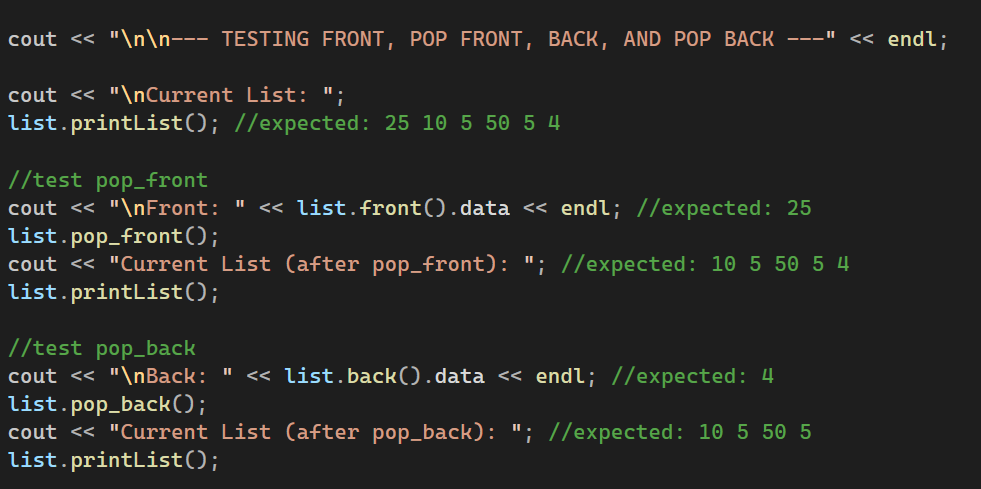 cout << "\n\n--- TESTING FRONT, POP FRONT, BACK, AND POP BACK ---" << endl;
cout << "\nCurrent List: ";
list.printList(); //expected: 25 10 5 50 5 4
//test pop_front
cout << "\nFront: " << list.front().data << endl; //expected: 25
list.pop_front();
cout << "Current List (after pop_front): "; //expected: 10 5 50 5 4
list.printList();
//test pop_back
cout << "\nBack: " << list.back().data << endl; //expected: 4
list.pop_back();
cout << "Current List (after pop_back): "; //expected: 10 5 50 5
list.printList();